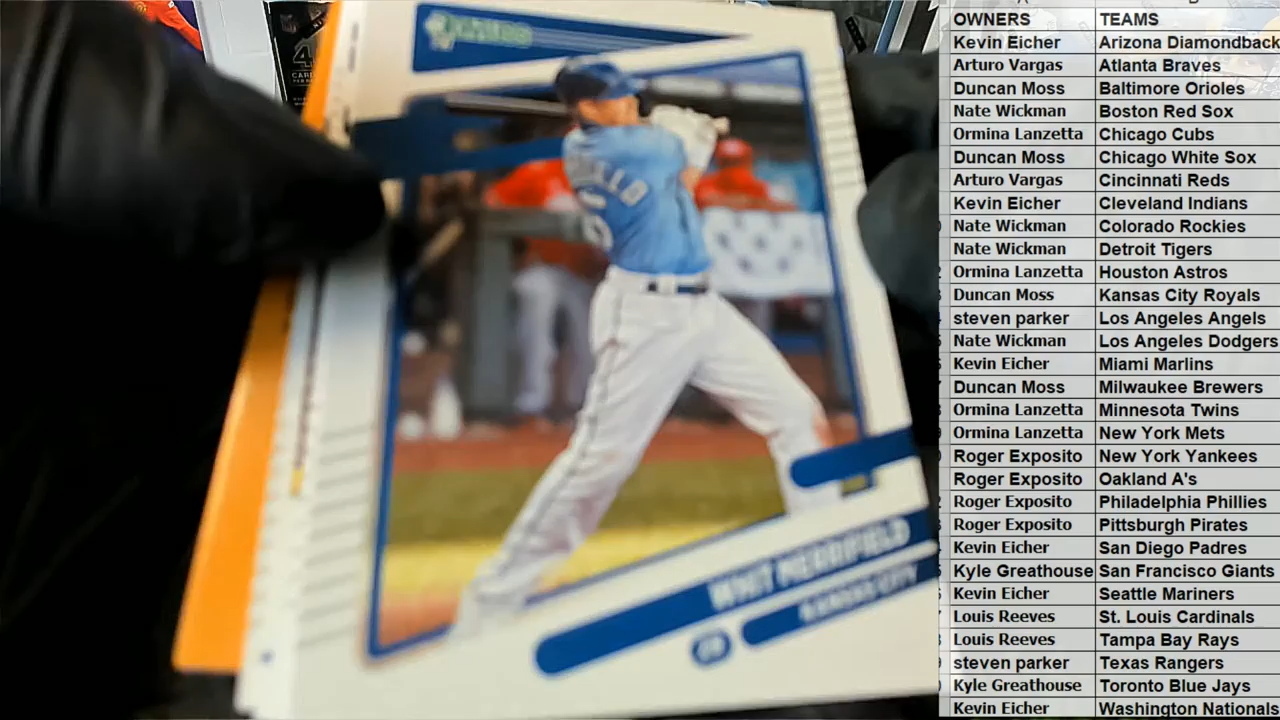 WHIT MERRIFIELD
KANSAS CITY
OWNERS TEAMS
Kevin Eicher Arizona Diamondback
Arturo Vargas Atlanta Braves
Duncan Moss Baltimore Orioles
Nate Wickman Boston Red Sox
Ormina Lanzetta Chicago Cubs
Duncan Moss Chicago White Sox
Arturo Vargas Cincinnati Reds
Kevin Eicher Cleveland Indians
Nate Wickman Colorado Rockies
Nate Wickman Detroit Tigers
Ormina Lanzetta Houston Astros
Duncan Moss Kansas City Royals
steven parker Los Angeles Angels
Nate Wickman Los Angeles Dodgers
Kevin Eicher Miami Marlins
Duncan Moss Milwaukee Brewers
Ormina Lanzetta Minnesota Twins
Ormina Lanzetta New York Mets
Roger Exposito New York Yankees
Roger Exposito Oakland A's
Roger Exposito Philadelphia Phillies
Roger Exposito Pittsburgh Pirates
Kevin Eicher San Diego Padres
Kyle Greathouse San Francisco Giants
Kevin Eicher Seattle Mariners
Louis Reeves St. Louis Cardinals
Louis Reeves Tampa Bay Rays
steven parker Texas Rangers
Kyle Greathouse Toronto Blue Jays
Kevin Eicher Washington Nationals